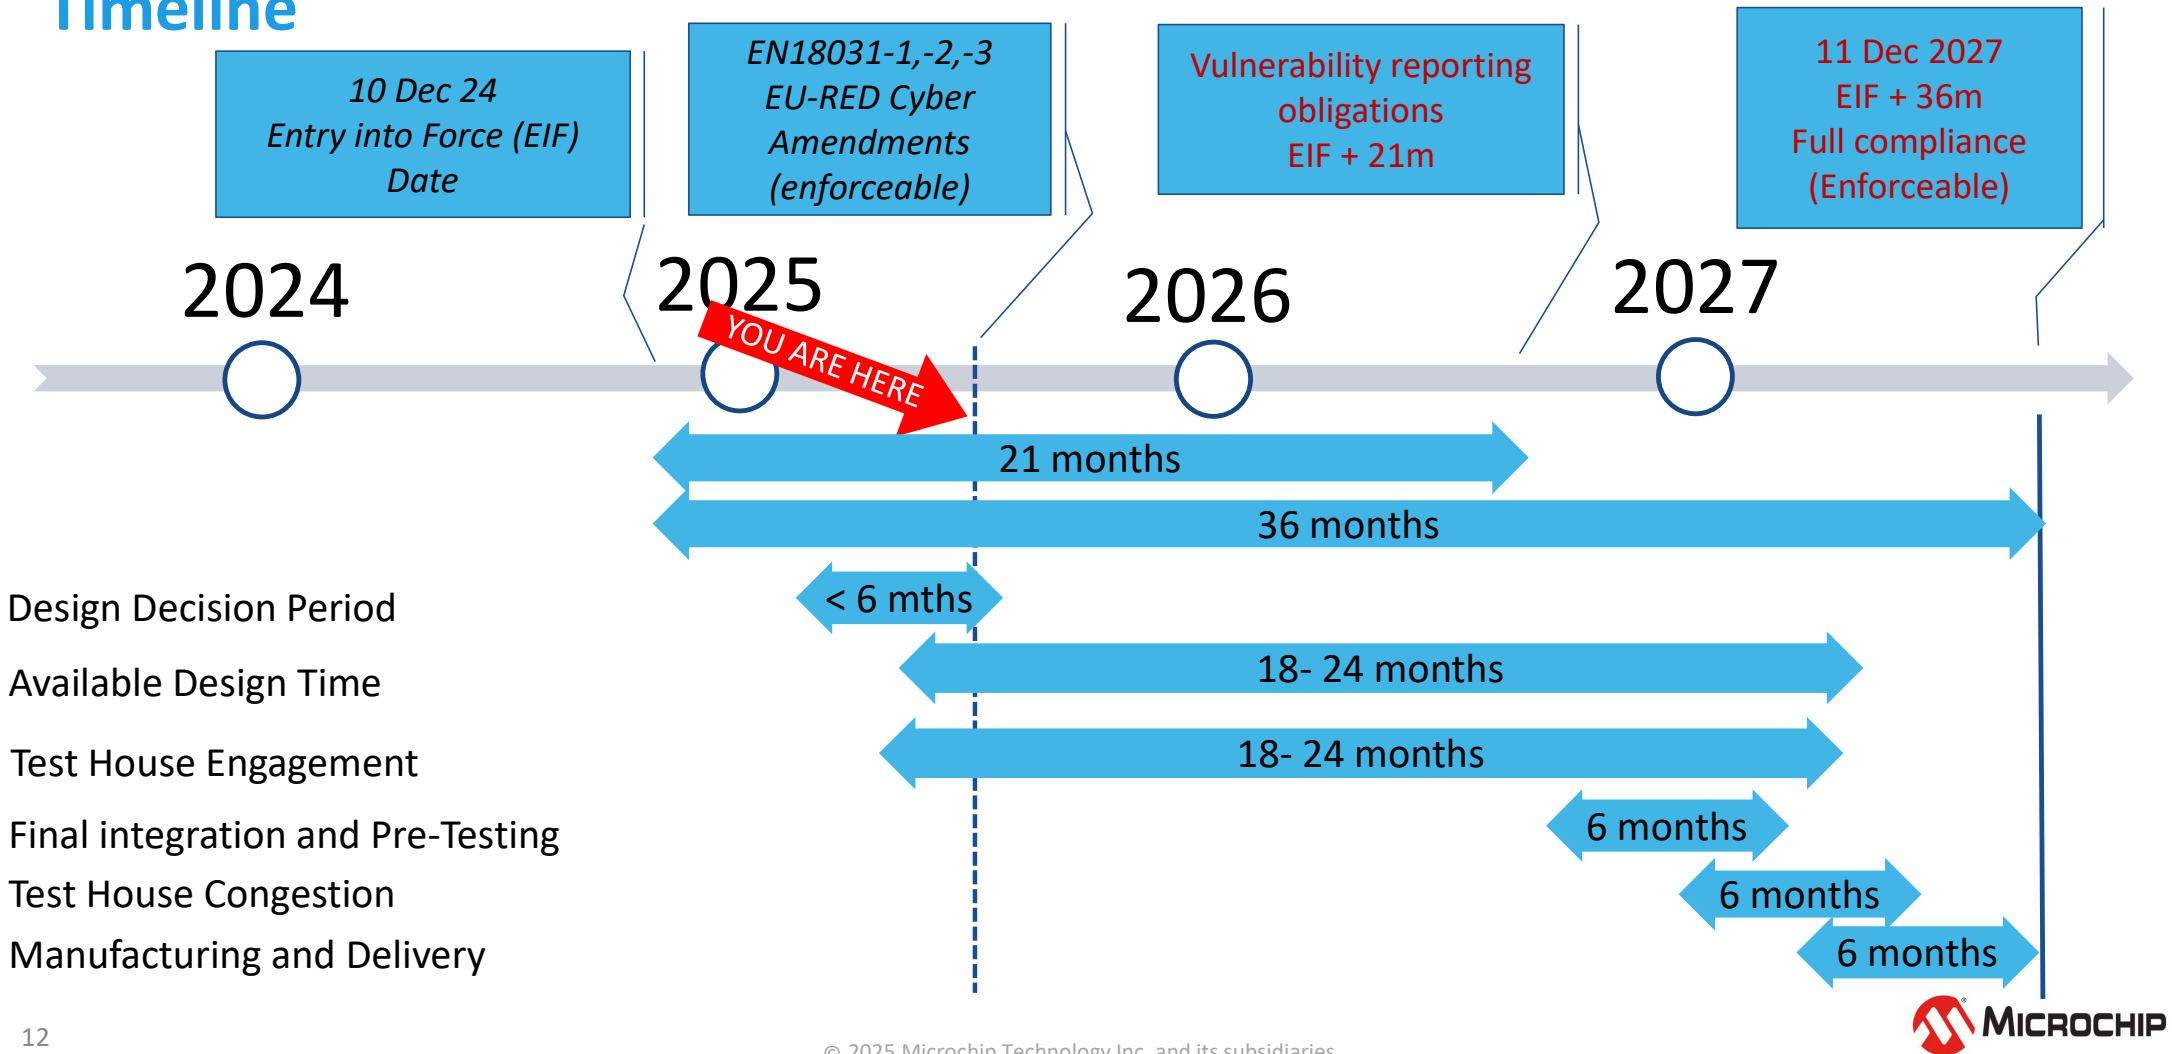 Timeline
10 Dec 24
Entry into Force (EIF)
Date
EN18031-1,-2,-3
EU-RED Cyber
Amendments
(enforceable)
Vulnerability reporting
obligations
EIF + 21m
11 Dec 2027
EIF + 36m
Full compliance
(Enforceable)
2024
2025
2026
2027
YOU ARE HERE
21 months
36 months
Design Decision Period
< 6 mths
Available Design Time
18- 24 months
Test House Engagement
18- 24 months
Final integration and Pre-Testing
6 months
Test House Congestion
6 months
Manufacturing and Delivery
6 months
12
© 2025 Microchip Technology Inc. and its subsidiaries
MICROCHIP